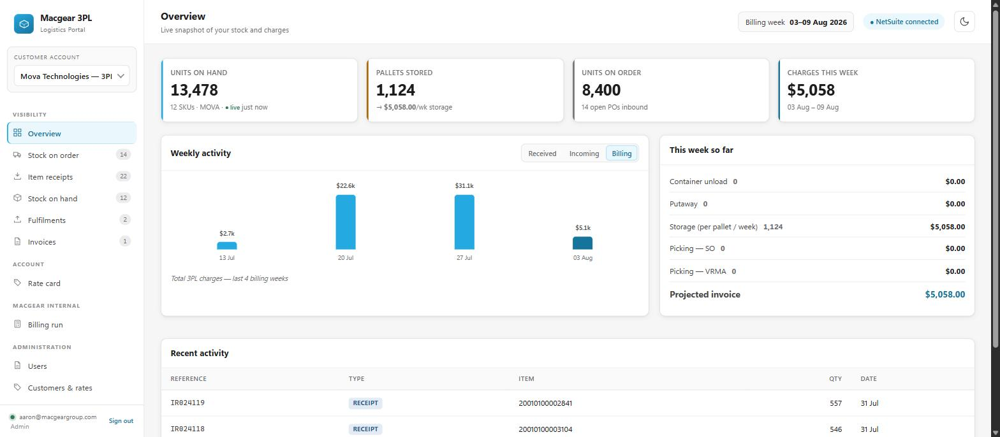 Macgear 3PL
Logistics Portal
CUSTOMER ACCOUNT
Mova Technologies — 3Pl
VISIBILITY
Overview
Stock on order 14
Item receipts 22
Stock on hand 12
Fulfilments 2
Invoices 1
ACCOUNT
Rate card
MACGEAR INTERNAL
Billing run
ADMINISTRATION
Users
Customers & rates
aaron@macgeargroup.com
Admin
Sign out
Overview
Live snapshot of your stock and charges
Billing week 03–09 Aug 2026
● NetSuite connected
UNITS ON HAND
13,478
12 SKUs · MOVA · ● live just now
PALLETS STORED
1,124
→ $5,058.00/wk storage
UNITS ON ORDER
8,400
14 open POs inbound
CHARGES THIS WEEK
$5,058
03 Aug – 09 Aug
Weekly activity
Received Incoming Billing
$2.7k $22.6k $31.1k $5.1k
13 Jul 20 Jul 27 Jul 03 Aug
Total 3PL charges — last 4 billing weeks
This week so far
Container unload 0 $0.00
Putaway 0 $0.00
Storage (per pallet / week) 1,124 $5,058.00
Picking — SO 0 $0.00
Picking — VRMA 0 $0.00
Projected invoice $5,058.00
Recent activity
REFERENCE TYPE ITEM QTY DATE
IR024119 RECEIPT 20010100002841 557 31 Jul
IR024118 RECEIPT 20010100003104 546 31 Jul